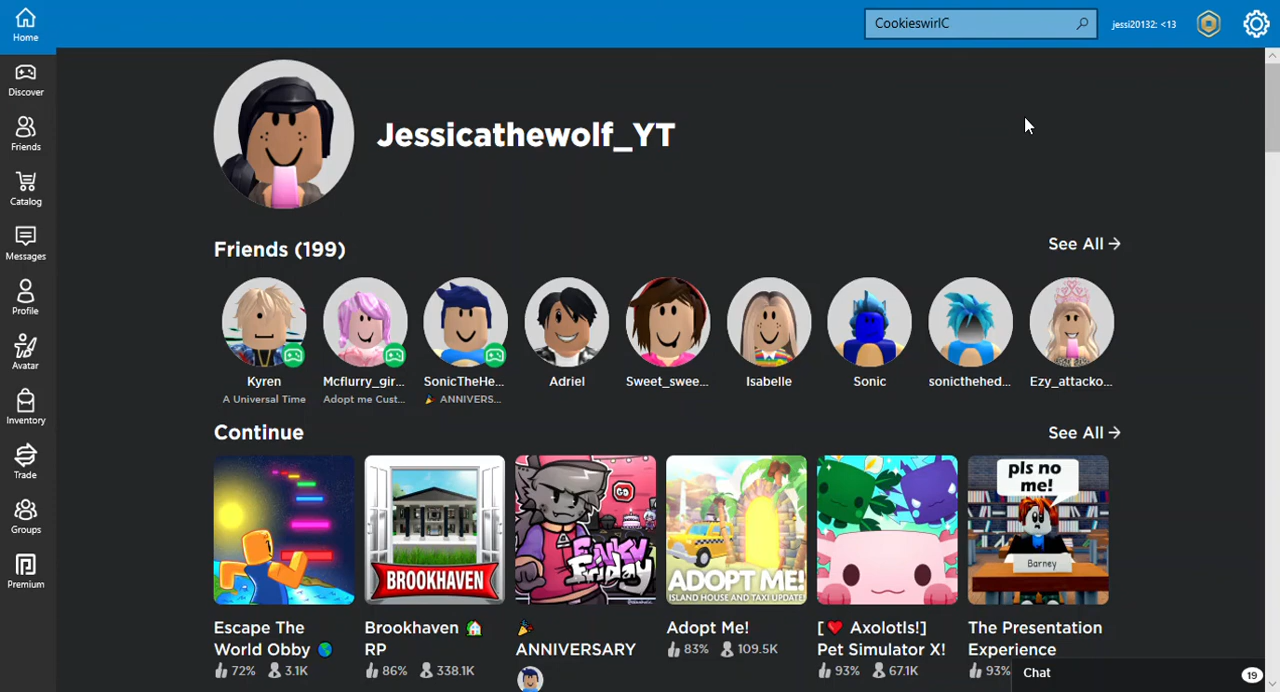 Home
CookieswirlC
jessi20132: <13
Discover
Friends
Catalog
Messages
Profile
Avatar
Inventory
Trade
Groups
Premium
Jessicathewolf_YT
Friends (199)
See All →
Kyren
A Universal Time
Mcflurry_gir...
Adopt me Cust...
SonicTheHe...
🎉 ANNIVERS...
Adriel
Sweet_swee...
Isabelle
Sonic
sonicthehed...
Ezy_attacko...
Continue
See All →
BROOKHAVEN
GO
FUNKY
FRIDAY
ADOPT ME!
ISLAND HOUSE AND TAXI UPDATE!
pls no
me!
Barney
Escape The
World Obby 🌎
72% 3.1K
Brookhaven 🏠
RP
86% 338.1K
🎉
ANNIVERSARY
Adopt Me!
83% 109.5K
[❤️ Axolotls!]
Pet Simulator X!
93% 67.1K
The Presentation
Experience
93%
Chat
19